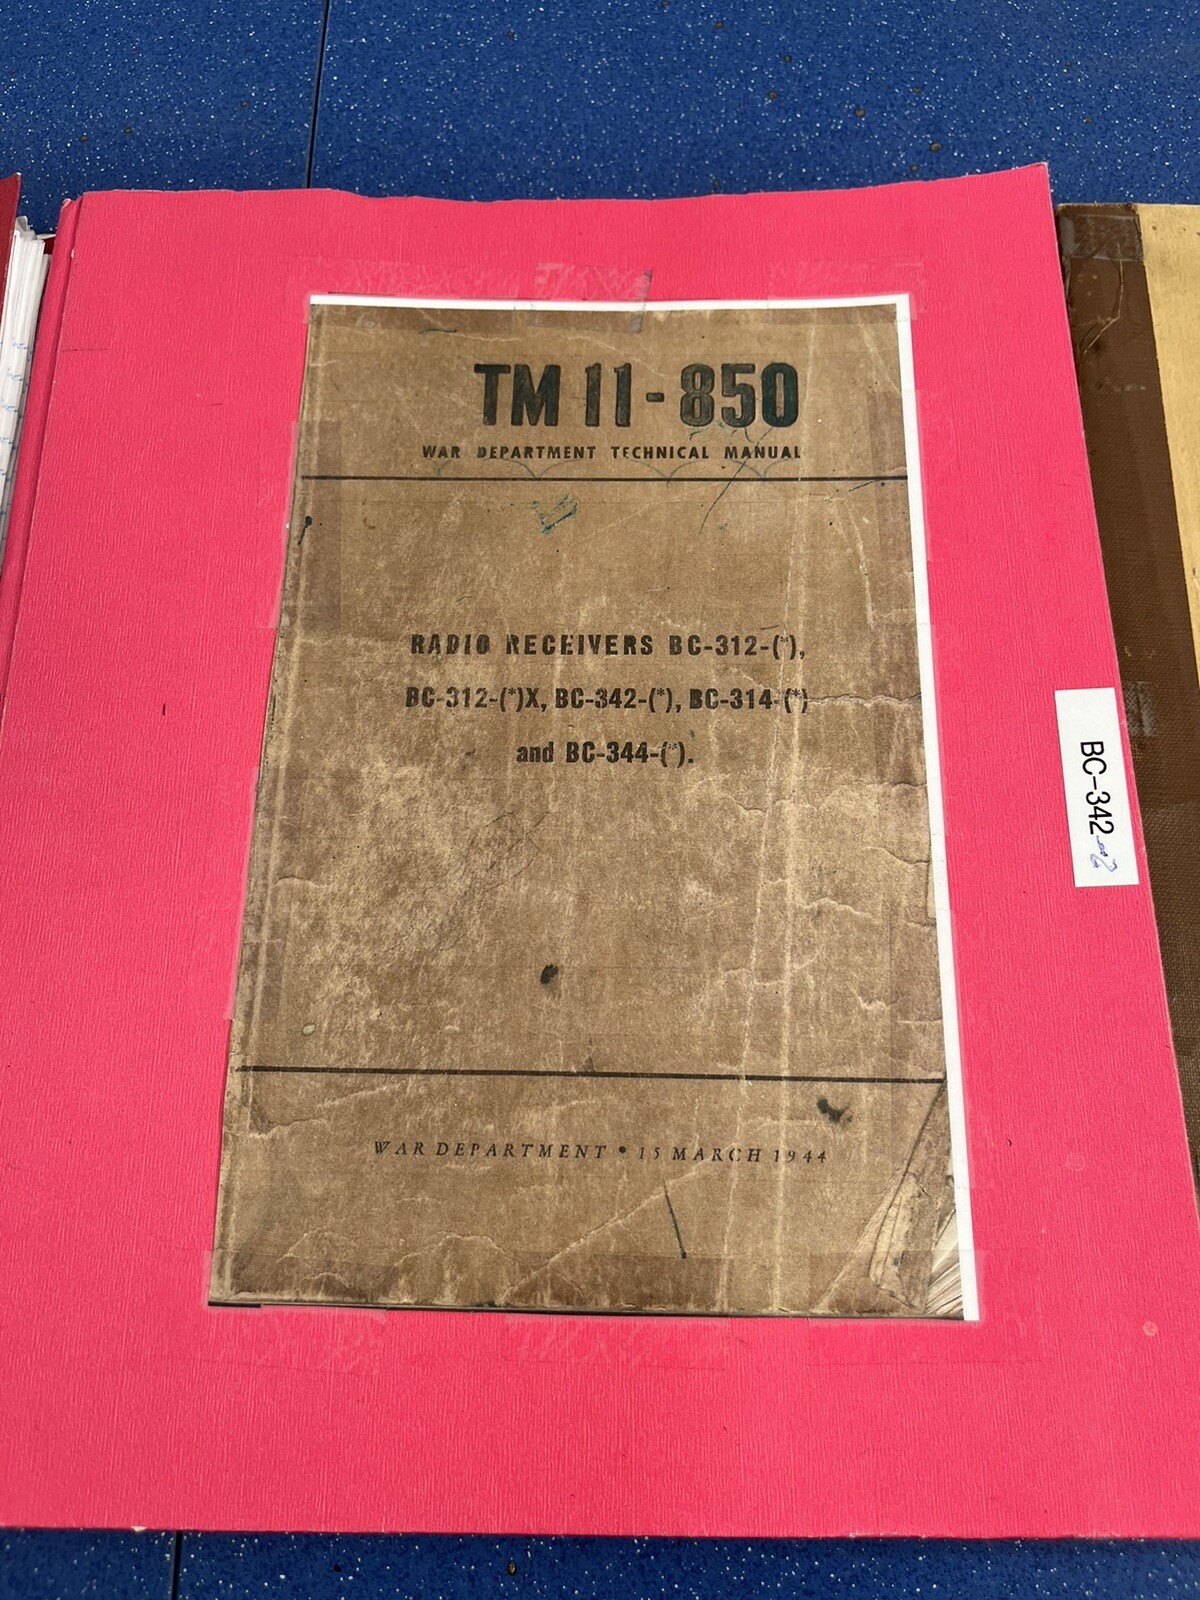 TM 11-850
WAR DEPARTMENT TECHNICAL MANUAL
RADIO RECEIVERS BC-312-(*),
BC-312-(*)X, BC-342-(*), BC-314-(*)
and BC-344-(*).
WAR DEPARTMENT • 15 MARCH 1944
BC-342